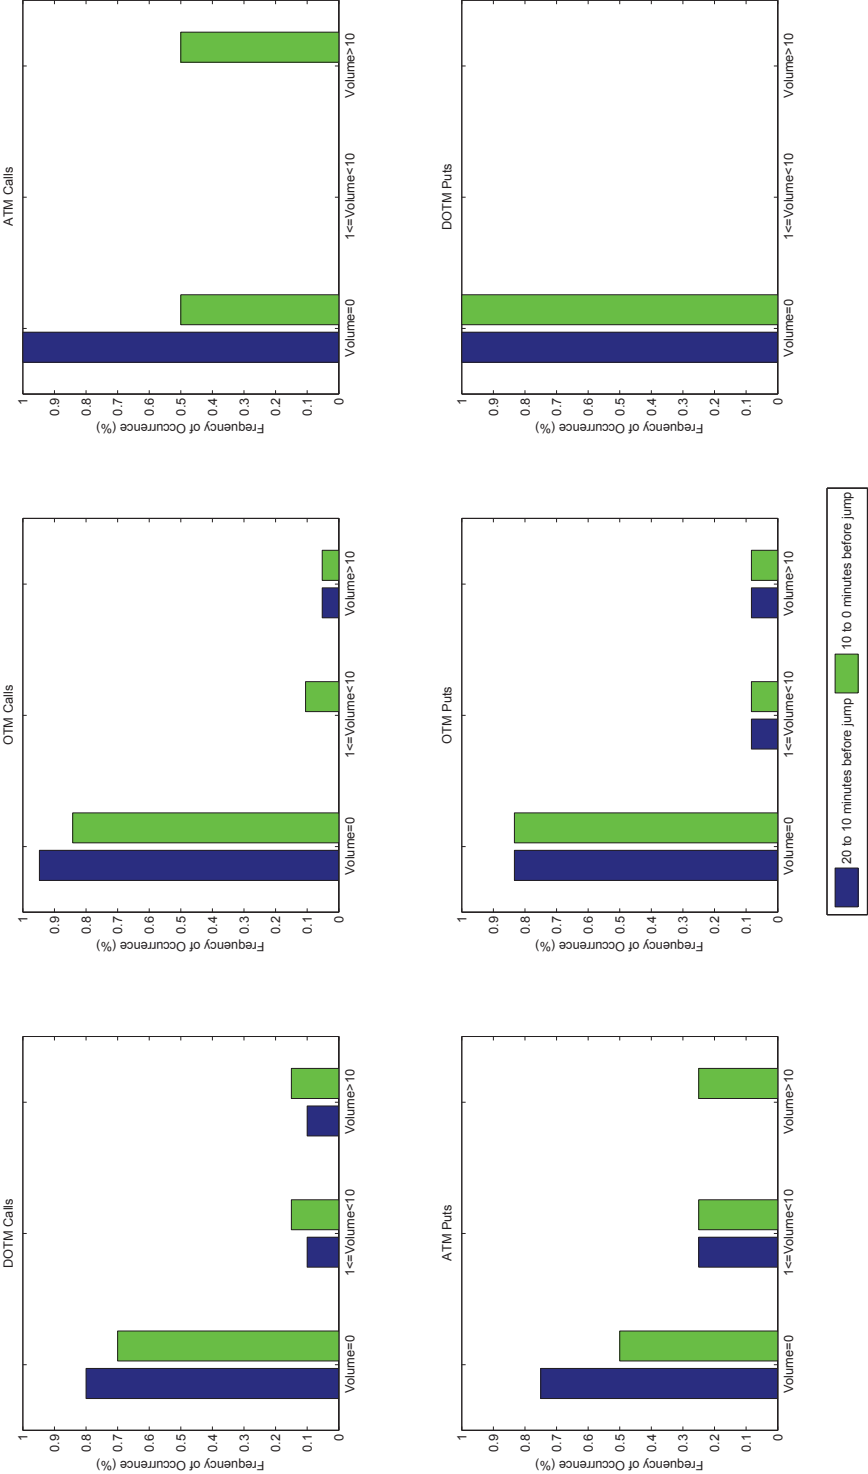 DOTM Calls
Frequency of Occurrence (%)
1
0.9
0.8
0.7
0.6
0.5
0.4
0.3
0.2
0.1
0
Volume=0
1<=Volume<10
Volume>10
OTM Calls
Frequency of Occurrence (%)
1
0.9
0.8
0.7
0.6
0.5
0.4
0.3
0.2
0.1
0
Volume=0
1<=Volume<10
Volume>10
ATM Calls
Frequency of Occurrence (%)
1
0.9
0.8
0.7
0.6
0.5
0.4
0.3
0.2
0.1
0
Volume=0
1<=Volume<10
Volume>10
ATM Puts
Frequency of Occurrence (%)
1
0.9
0.8
0.7
0.6
0.5
0.4
0.3
0.2
0.1
0
Volume=0
1<=Volume<10
Volume>10
OTM Puts
Frequency of Occurrence (%)
1
0.9
0.8
0.7
0.6
0.5
0.4
0.3
0.2
0.1
0
Volume=0
1<=Volume<10
Volume>10
DOTM Puts
Frequency of Occurrence (%)
1
0.9
0.8
0.7
0.6
0.5
0.4
0.3
0.2
0.1
0
Volume=0
1<=Volume<10
Volume>10
20 to 10 minutes before jump
10 to 0 minutes before jump